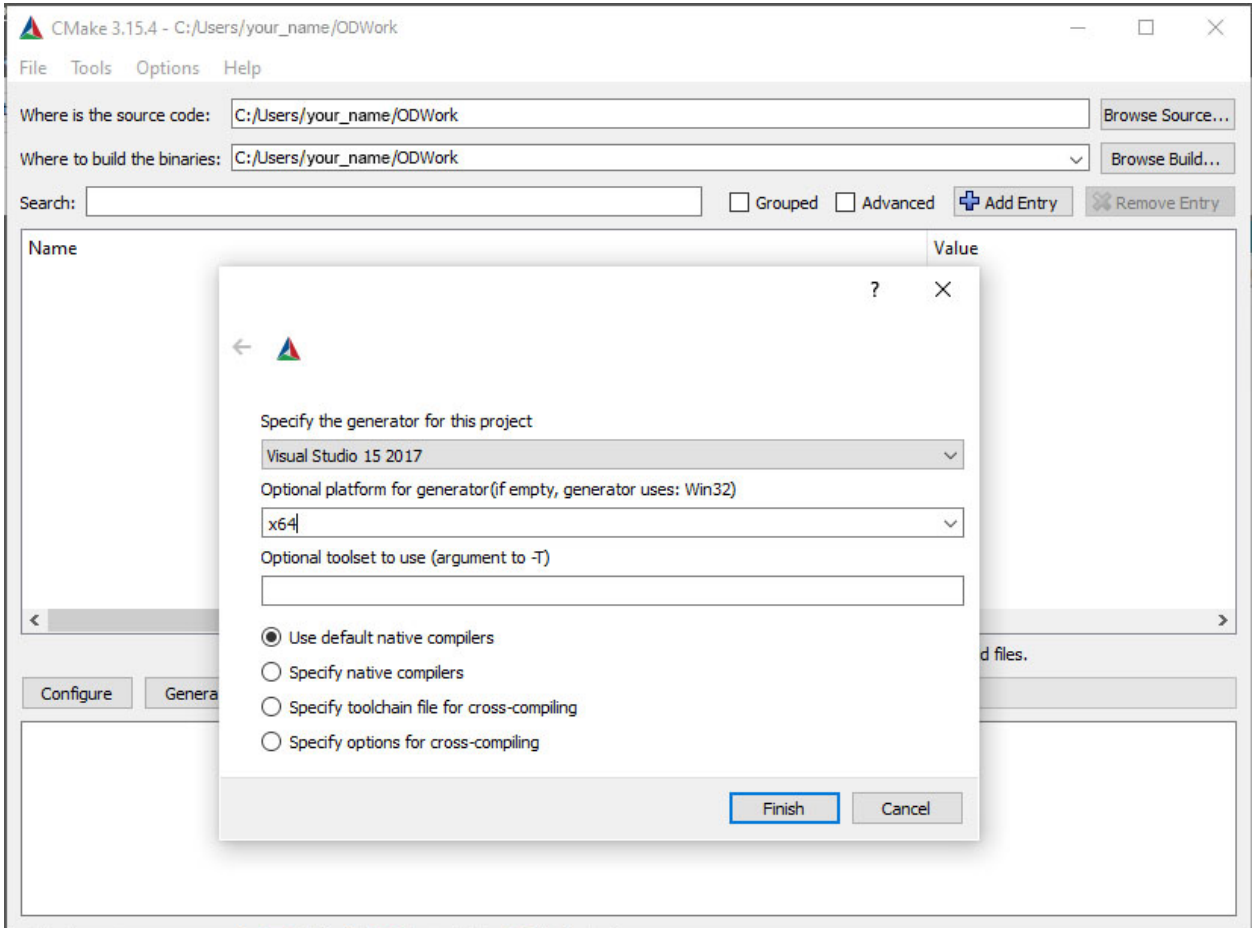 CMake 3.15.4 - C:/Users/your_name/ODWork
File Tools Options Help
Where is the source code: C:/Users/your_name/ODWork Browse Source...
Where to build the binaries: C:/Users/your_name/ODWork Browse Build...
Search: Grouped Advanced Add Entry Remove Entry
Name Value
?
Specify the generator for this project
Visual Studio 15 2017
Optional platform for generator(if empty, generator uses: Win32)
x64
Optional toolset to use (argument to -T)
Use default native compilers
Specify native compilers
d files.
Configure Genera
Specify toolchain file for cross-compiling
Specify options for cross-compiling
Finish Cancel